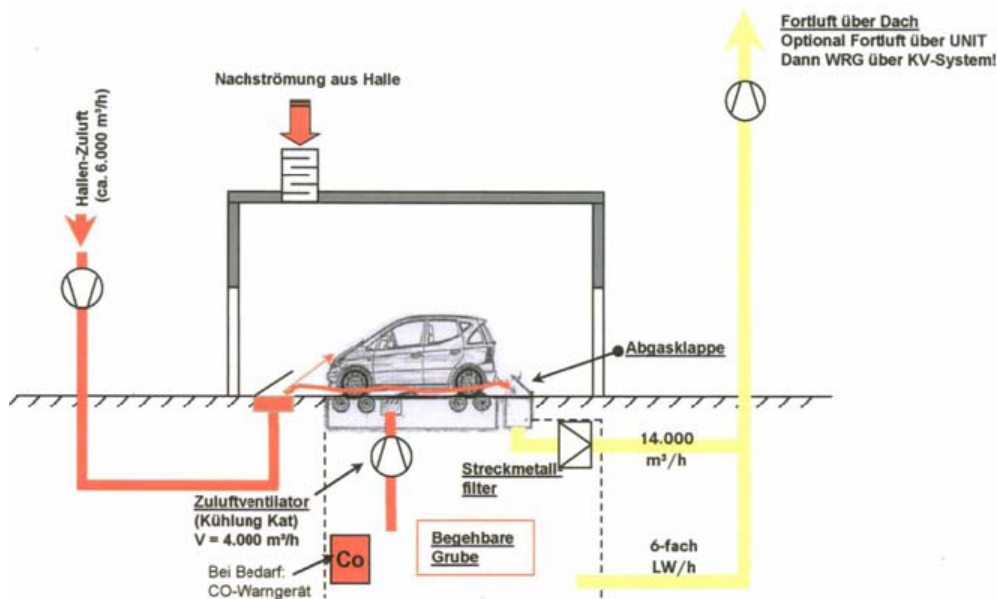 Fortluft über Dach
Optional Fortluft über UNIT
Dann WRG über KV-System!
Nachströmung aus Halle
Hallen-Zuluft
(ca. 6.000 m³/h)
Abgasklappe
14.000
m³/h
Streckmetall-
filter
Zuluftventilator
(Kühlung Kat)
V = 4.000 m³/h
Begehbare
Grube
6-fach
LW/h
Co
Bei Bedarf:
CO-Warngerät